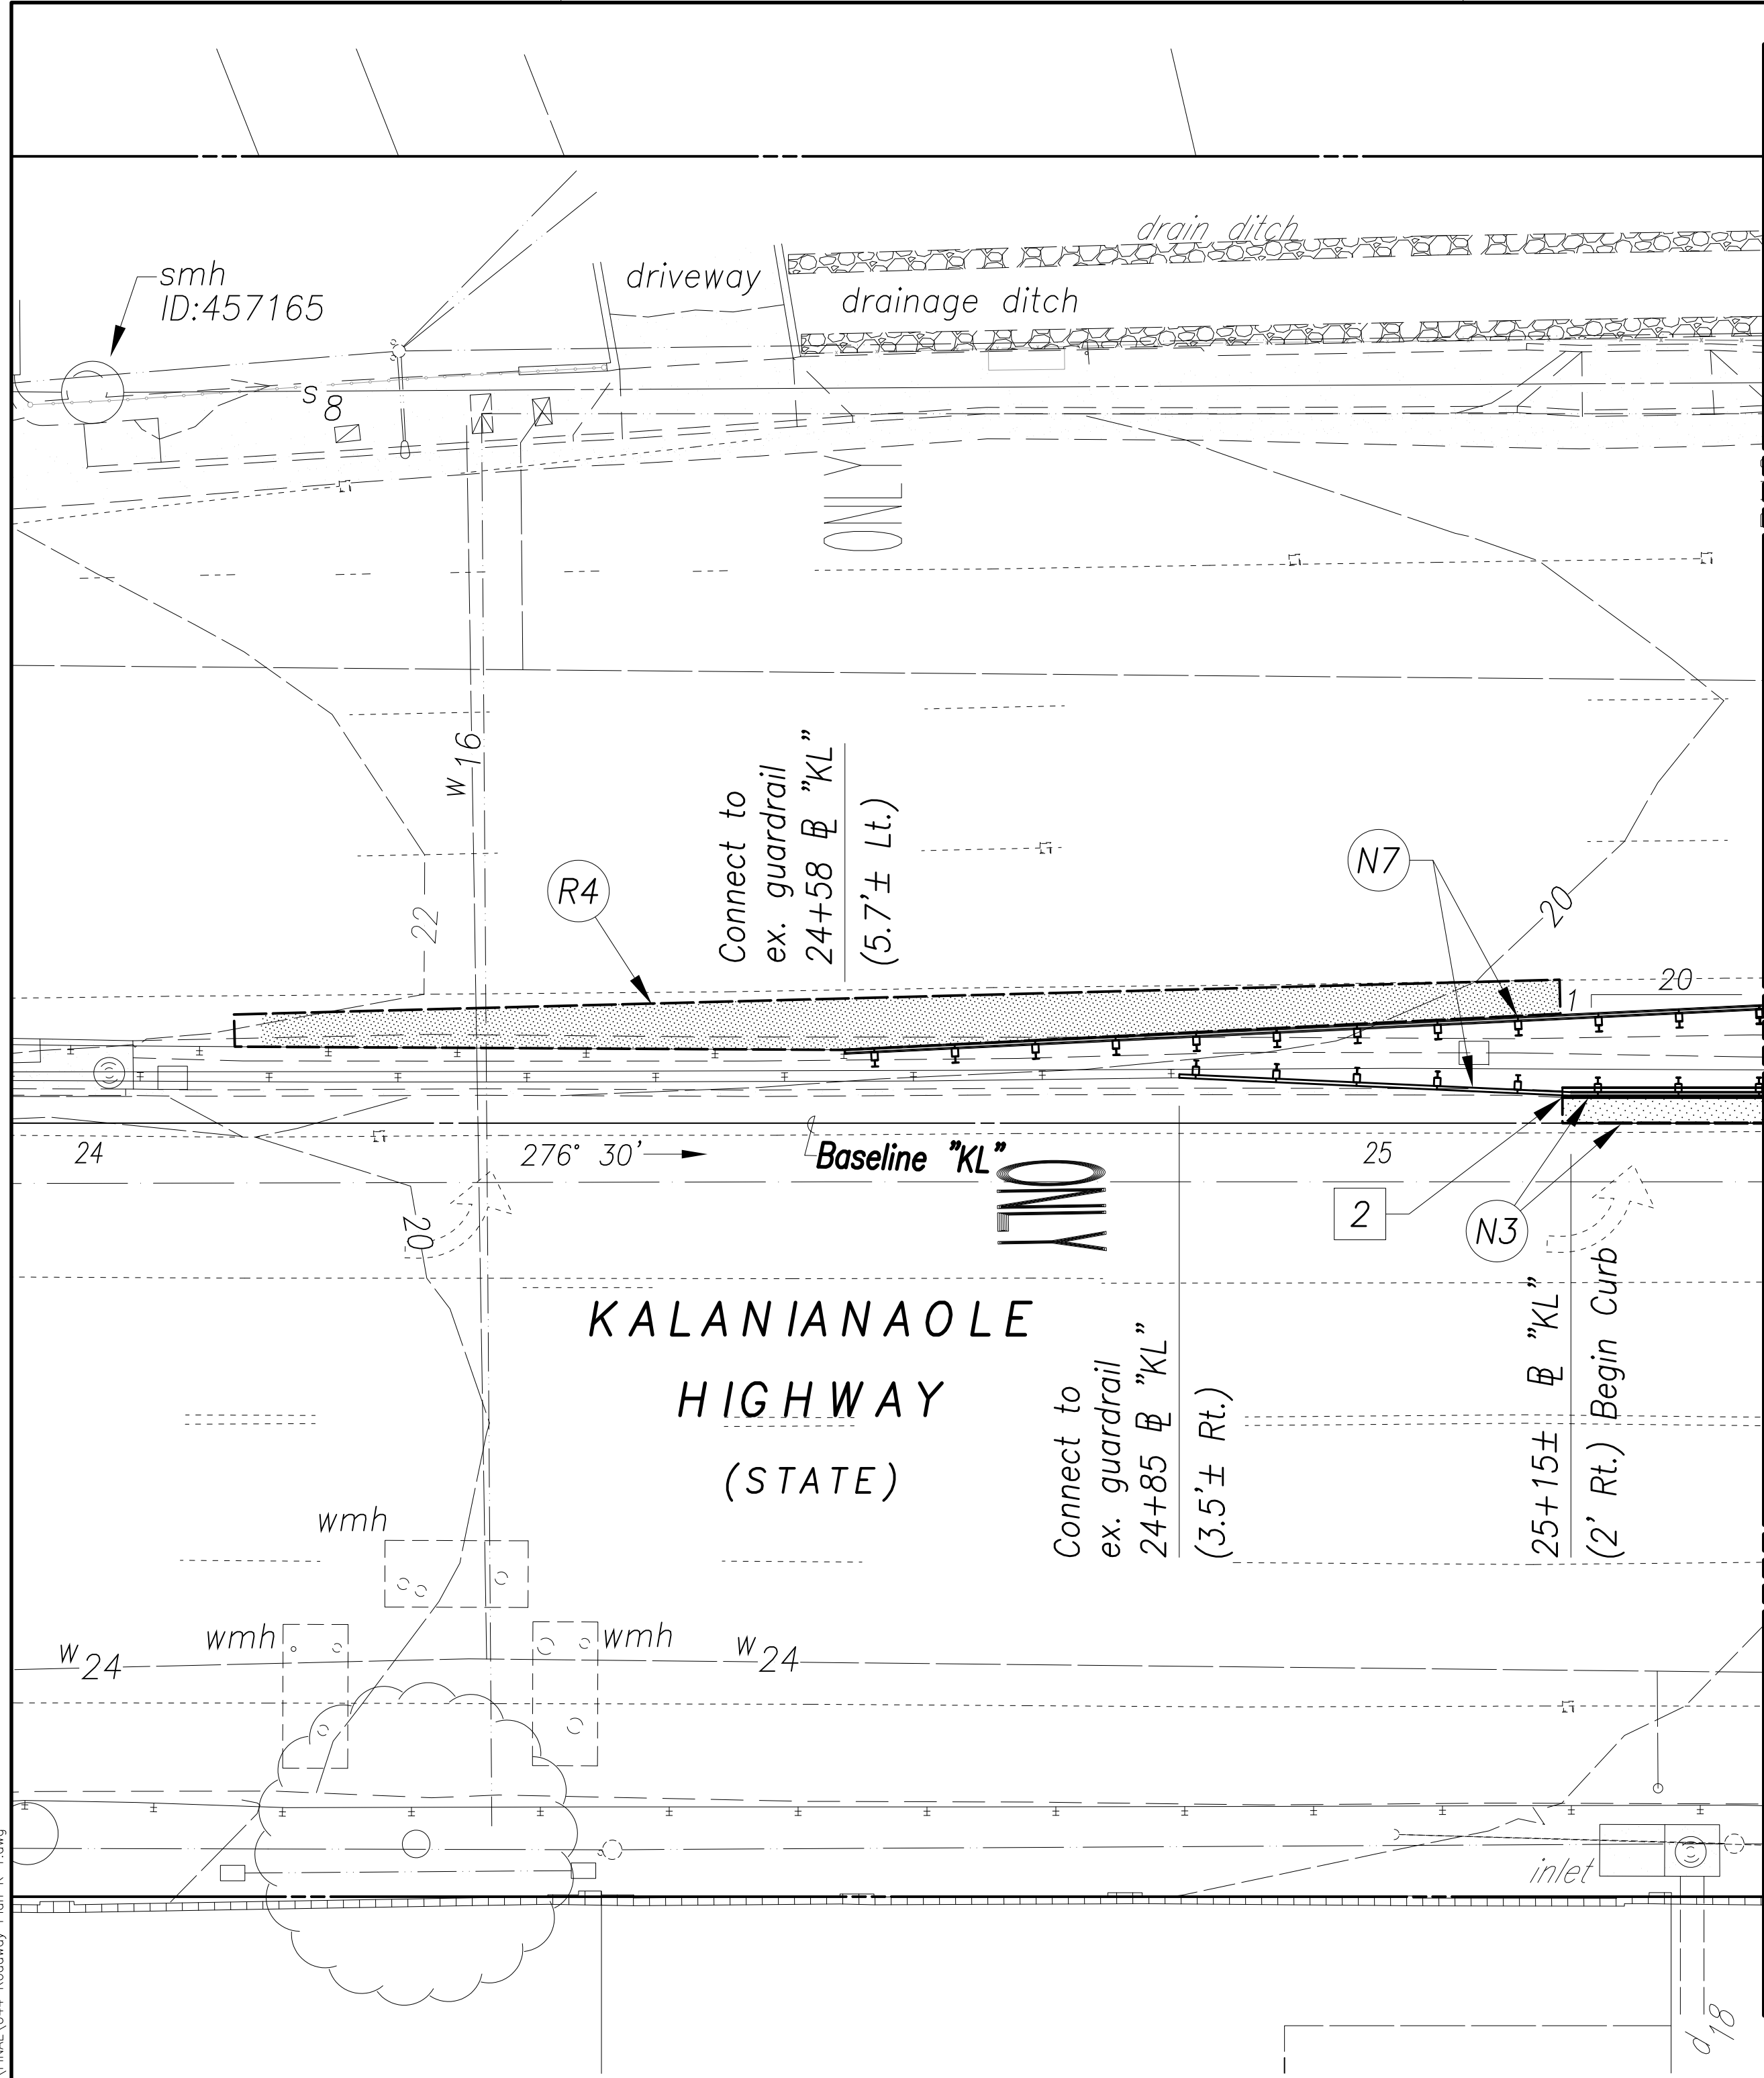 drain ditch
smh
ID:457165
driveway
drainage ditch
s 8
ONLY
w 16
Connect to
ex. guardrail
24+58 ⅊ "KL"
(5.7'± Lt.)
N7
R4
22
20
20
1
24
276° 30'
Baseline "KL"
25
ONLY
2
N3
20
KALANIANAOLE
HIGHWAY
(STATE)
Connect to
ex. guardrail
24+85 ⅊ "KL"
(3.5'± Rt.)
25+15± ⅊ "KL"
(2' Rt.) Begin Curb
wmh
wmh
wmh
w 24
w 24
inlet
d 18